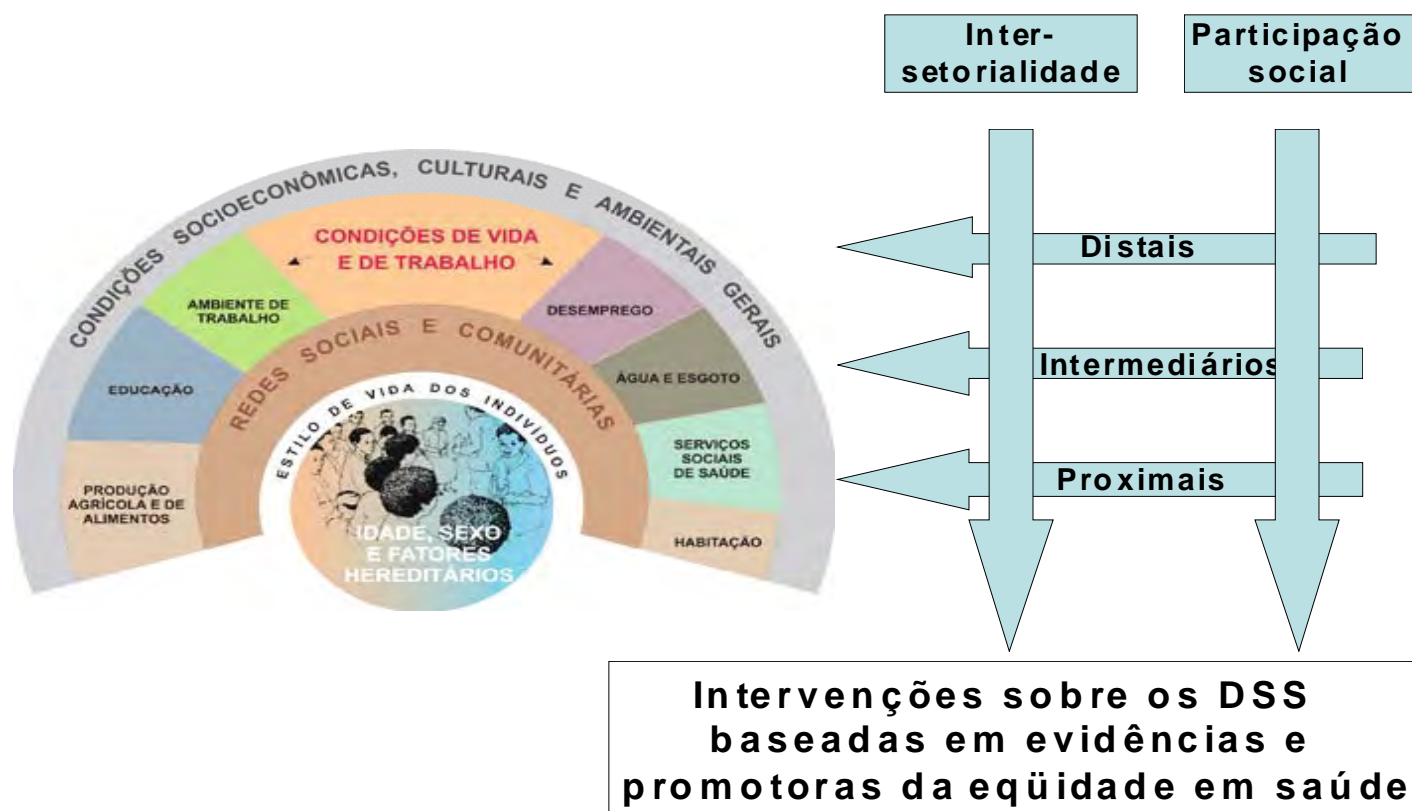 Inter-
setorialidade
Participação
social
CONDIÇÕES SOCIOECONÔMICAS, CULTURAIS E AMBIENTAIS GERAIS
CONDIÇÕES DE VIDA
E DE TRABALHO
AMBIENTE DE
TRABALHO
DESEMPREGO
EDUCAÇÃO
ÁGUA E ESGOTO
PRODUÇÃO
AGRÍCOLA E DE
ALIMENTOS
SERVIÇOS
SOCIAIS
DE SAÚDE
HABITAÇÃO
REDES SOCIAIS E COMUNITÁRIAS
ESTILO DE VIDA DOS INDIVÍDUOS
IDADE, SEXO
E FATORES
HEREDITÁRIOS
Distais
Intermediários
Proximais
Intervenções sobre os DSS
baseadas em evidências e
promotoras da eqüidade em saúde